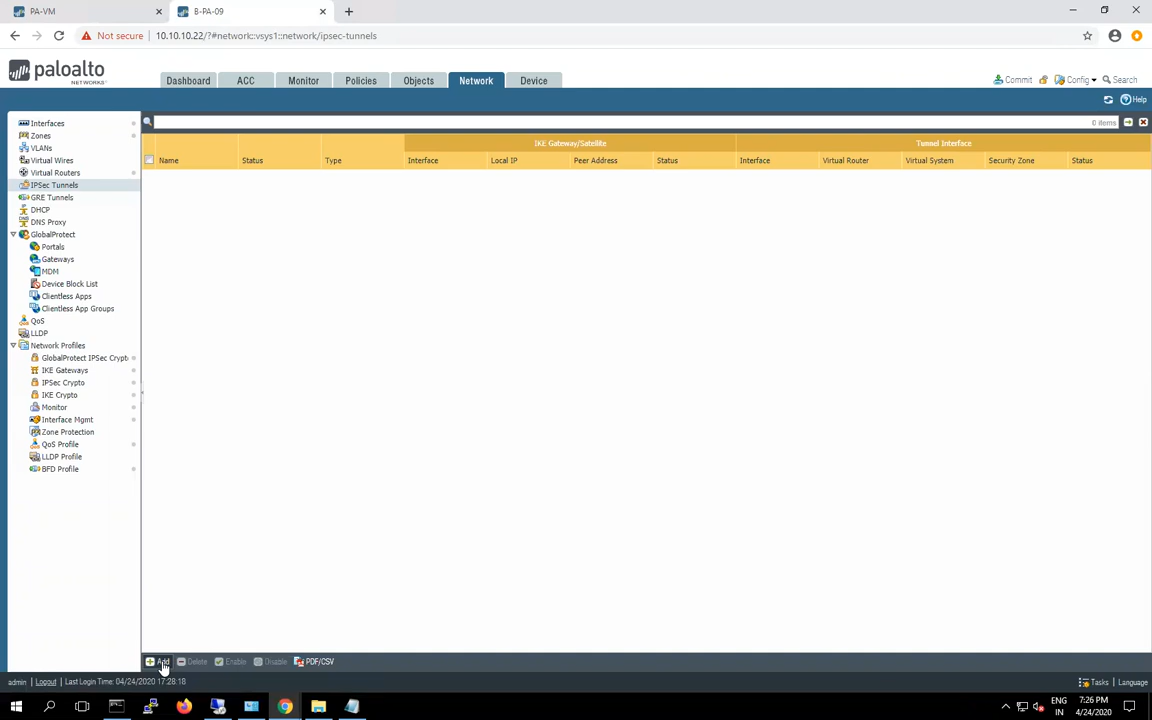 PA-VM
B-PA-09
Not secure
10.10.10.22/?#network::vsys1::network/ipsec-tunnels
paloalto
NETWORKS
Dashboard
ACC
Monitor
Policies
Objects
Network
Device
Commit
Config
Search
Help
Interfaces
Zones
VLANs
Virtual Wires
Virtual Routers
IPSec Tunnels
GRE Tunnels
DHCP
DNS Proxy
GlobalProtect
Portals
Gateways
MDM
Device Block List
Clientless Apps
Clientless App Groups
QoS
LLDP
Network Profiles
GlobalProtect IPSec Crypto
IKE Gateways
IPSec Crypto
IKE Crypto
Monitor
Interface Mgmt
Zone Protection
QoS Profile
LLDP Profile
BFD Profile
0 items
IKE Gateway/Satellite
Tunnel Interface
Name
Status
Type
Interface
Local IP
Peer Address
Status
Interface
Virtual Router
Virtual System
Security Zone
Status
Add
Delete
Enable
Disable
PDF/CSV
admin | Logout | Last Login Time: 04/24/2020 17:28:18
Tasks | Language
ENG
IN
7:26 PM
4/24/2020